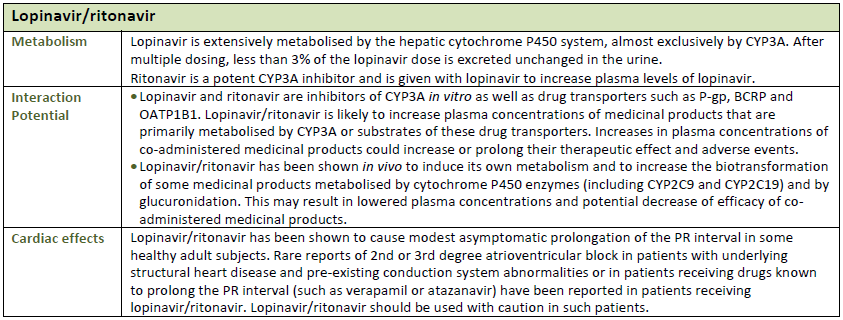 Lopinavir/ritonavir
Metabolism
Lopinavir is extensively metabolised by the hepatic cytochrome P450 system, almost exclusively by CYP3A. After
multiple dosing, less than 3% of the lopinavir dose is excreted unchanged in the urine.
Ritonavir is a potent CYP3A inhibitor and is given with lopinavir to increase plasma levels of lopinavir.
Interaction
Potential
• Lopinavir and ritonavir are inhibitors of CYP3A in vitro as well as drug transporters such as P-gp, BCRP and
OATP1B1. Lopinavir/ritonavir is likely to increase plasma concentrations of medicinal products that are
primarily metabolised by CYP3A or substrates of these drug transporters. Increases in plasma concentrations of
co-administered medicinal products could increase or prolong their therapeutic effect and adverse events.
• Lopinavir/ritonavir has been shown in vivo to induce its own metabolism and to increase the biotransformation
of some medicinal products metabolised by cytochrome P450 enzymes (including CYP2C9 and CYP2C19) and by
glucuronidation. This may result in lowered plasma concentrations and potential decrease of efficacy of co-
administered medicinal products.
Cardiac effects
Lopinavir/ritonavir has been shown to cause modest asymptomatic prolongation of the PR interval in some
healthy adult subjects. Rare reports of 2nd or 3rd degree atrioventricular block in patients with underlying
structural heart disease and pre-existing conduction system abnormalities or in patients receiving drugs known
to prolong the PR interval (such as verapamil or atazanavir) have been reported in patients receiving
lopinavir/ritonavir. Lopinavir/ritonavir should be used with caution in such patients.